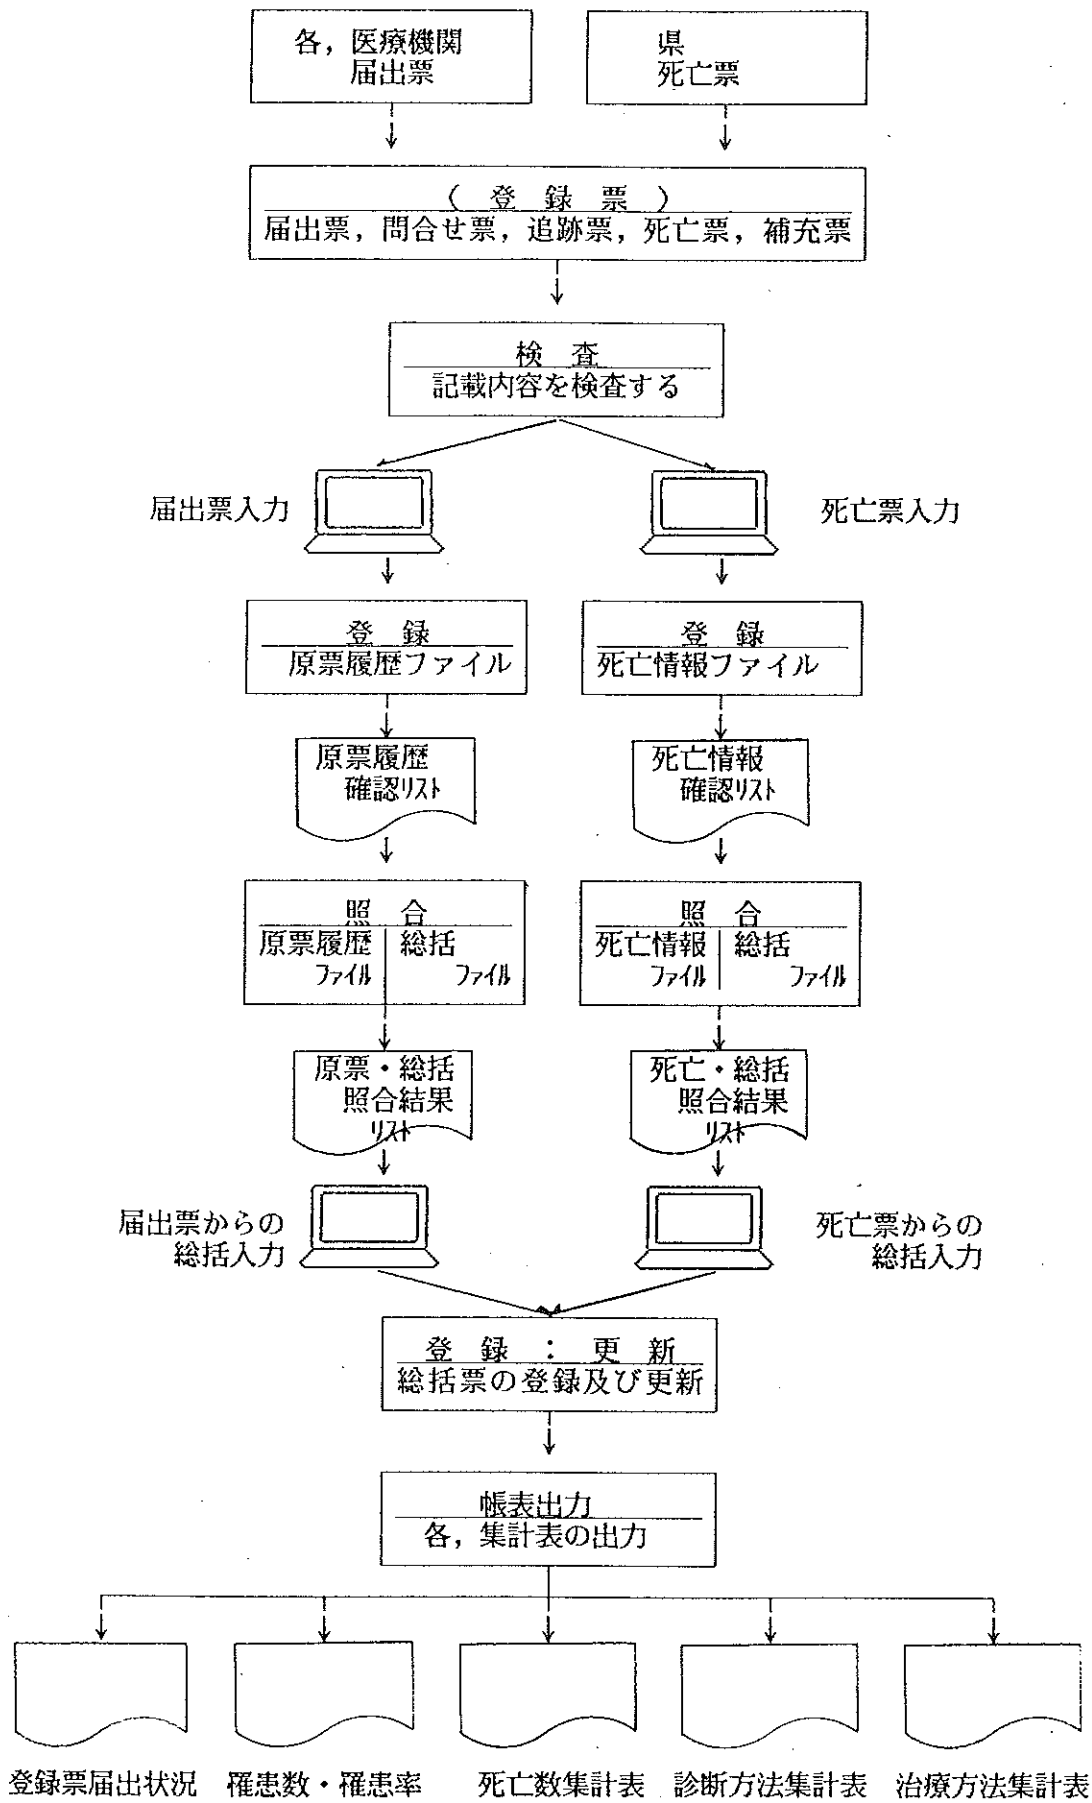 各，医療機関
届出票
県
死亡票
（登録票）
届出票，問合せ票，追跡票，死亡票，補充票
検査
記載内容を検査する
届出票入力
死亡票入力
登録
原票履歴ファイル
登録
死亡情報ファイル
原票履歴
確認リスト
死亡情報
確認リスト
照合
原票履歴
ファイル
総括
ファイル
照合
死亡情報
ファイル
総括
ファイル
原票・総括
照合結果
リスト
死亡・総括
照合結果
リスト
届出票からの
総括入力
死亡票からの
総括入力
登録：更新
総括票の登録及び更新
帳表出力
各，集計表の出力
登録票届出状況
罹患数・罹患率
死亡数集計表
診断方法集計表
治療方法集計表